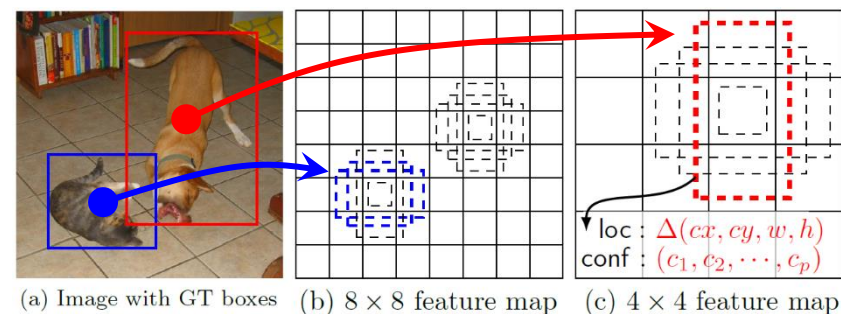 loc : Δ(cx, cy, w, h)
conf : (c₁, c₂, ⋯, cₚ)
(a) Image with GT boxes
(b) 8 × 8 feature map
(c) 4 × 4 feature map